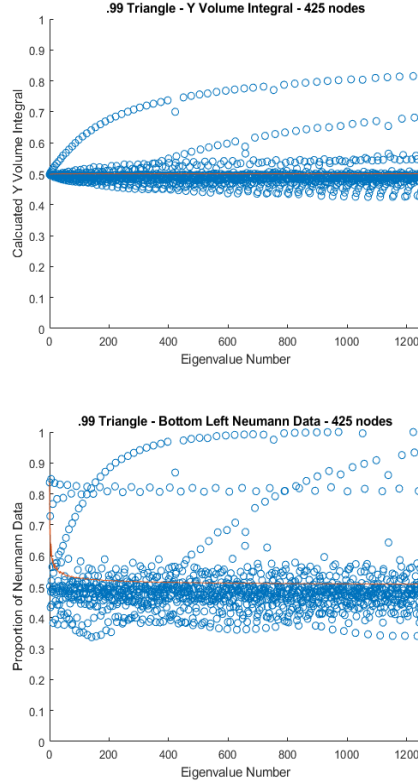 .99 Triangle - Y Volume Integral - 425 nodes
1
0.9
0.8
0.7
0.6
0.5
0.4
0.3
0.2
0.1
0
Calcuated Y Volume Integral
0 200 400 600 800 1000 1200
Eigenvalue Number
.99 Triangle - Bottom Left Neumann Data - 425 nodes
1
0.9
0.8
0.7
0.6
0.5
0.4
0.3
0.2
0.1
0
Proportion of Neumann Data
0 200 400 600 800 1000 1200
Eigenvalue Number